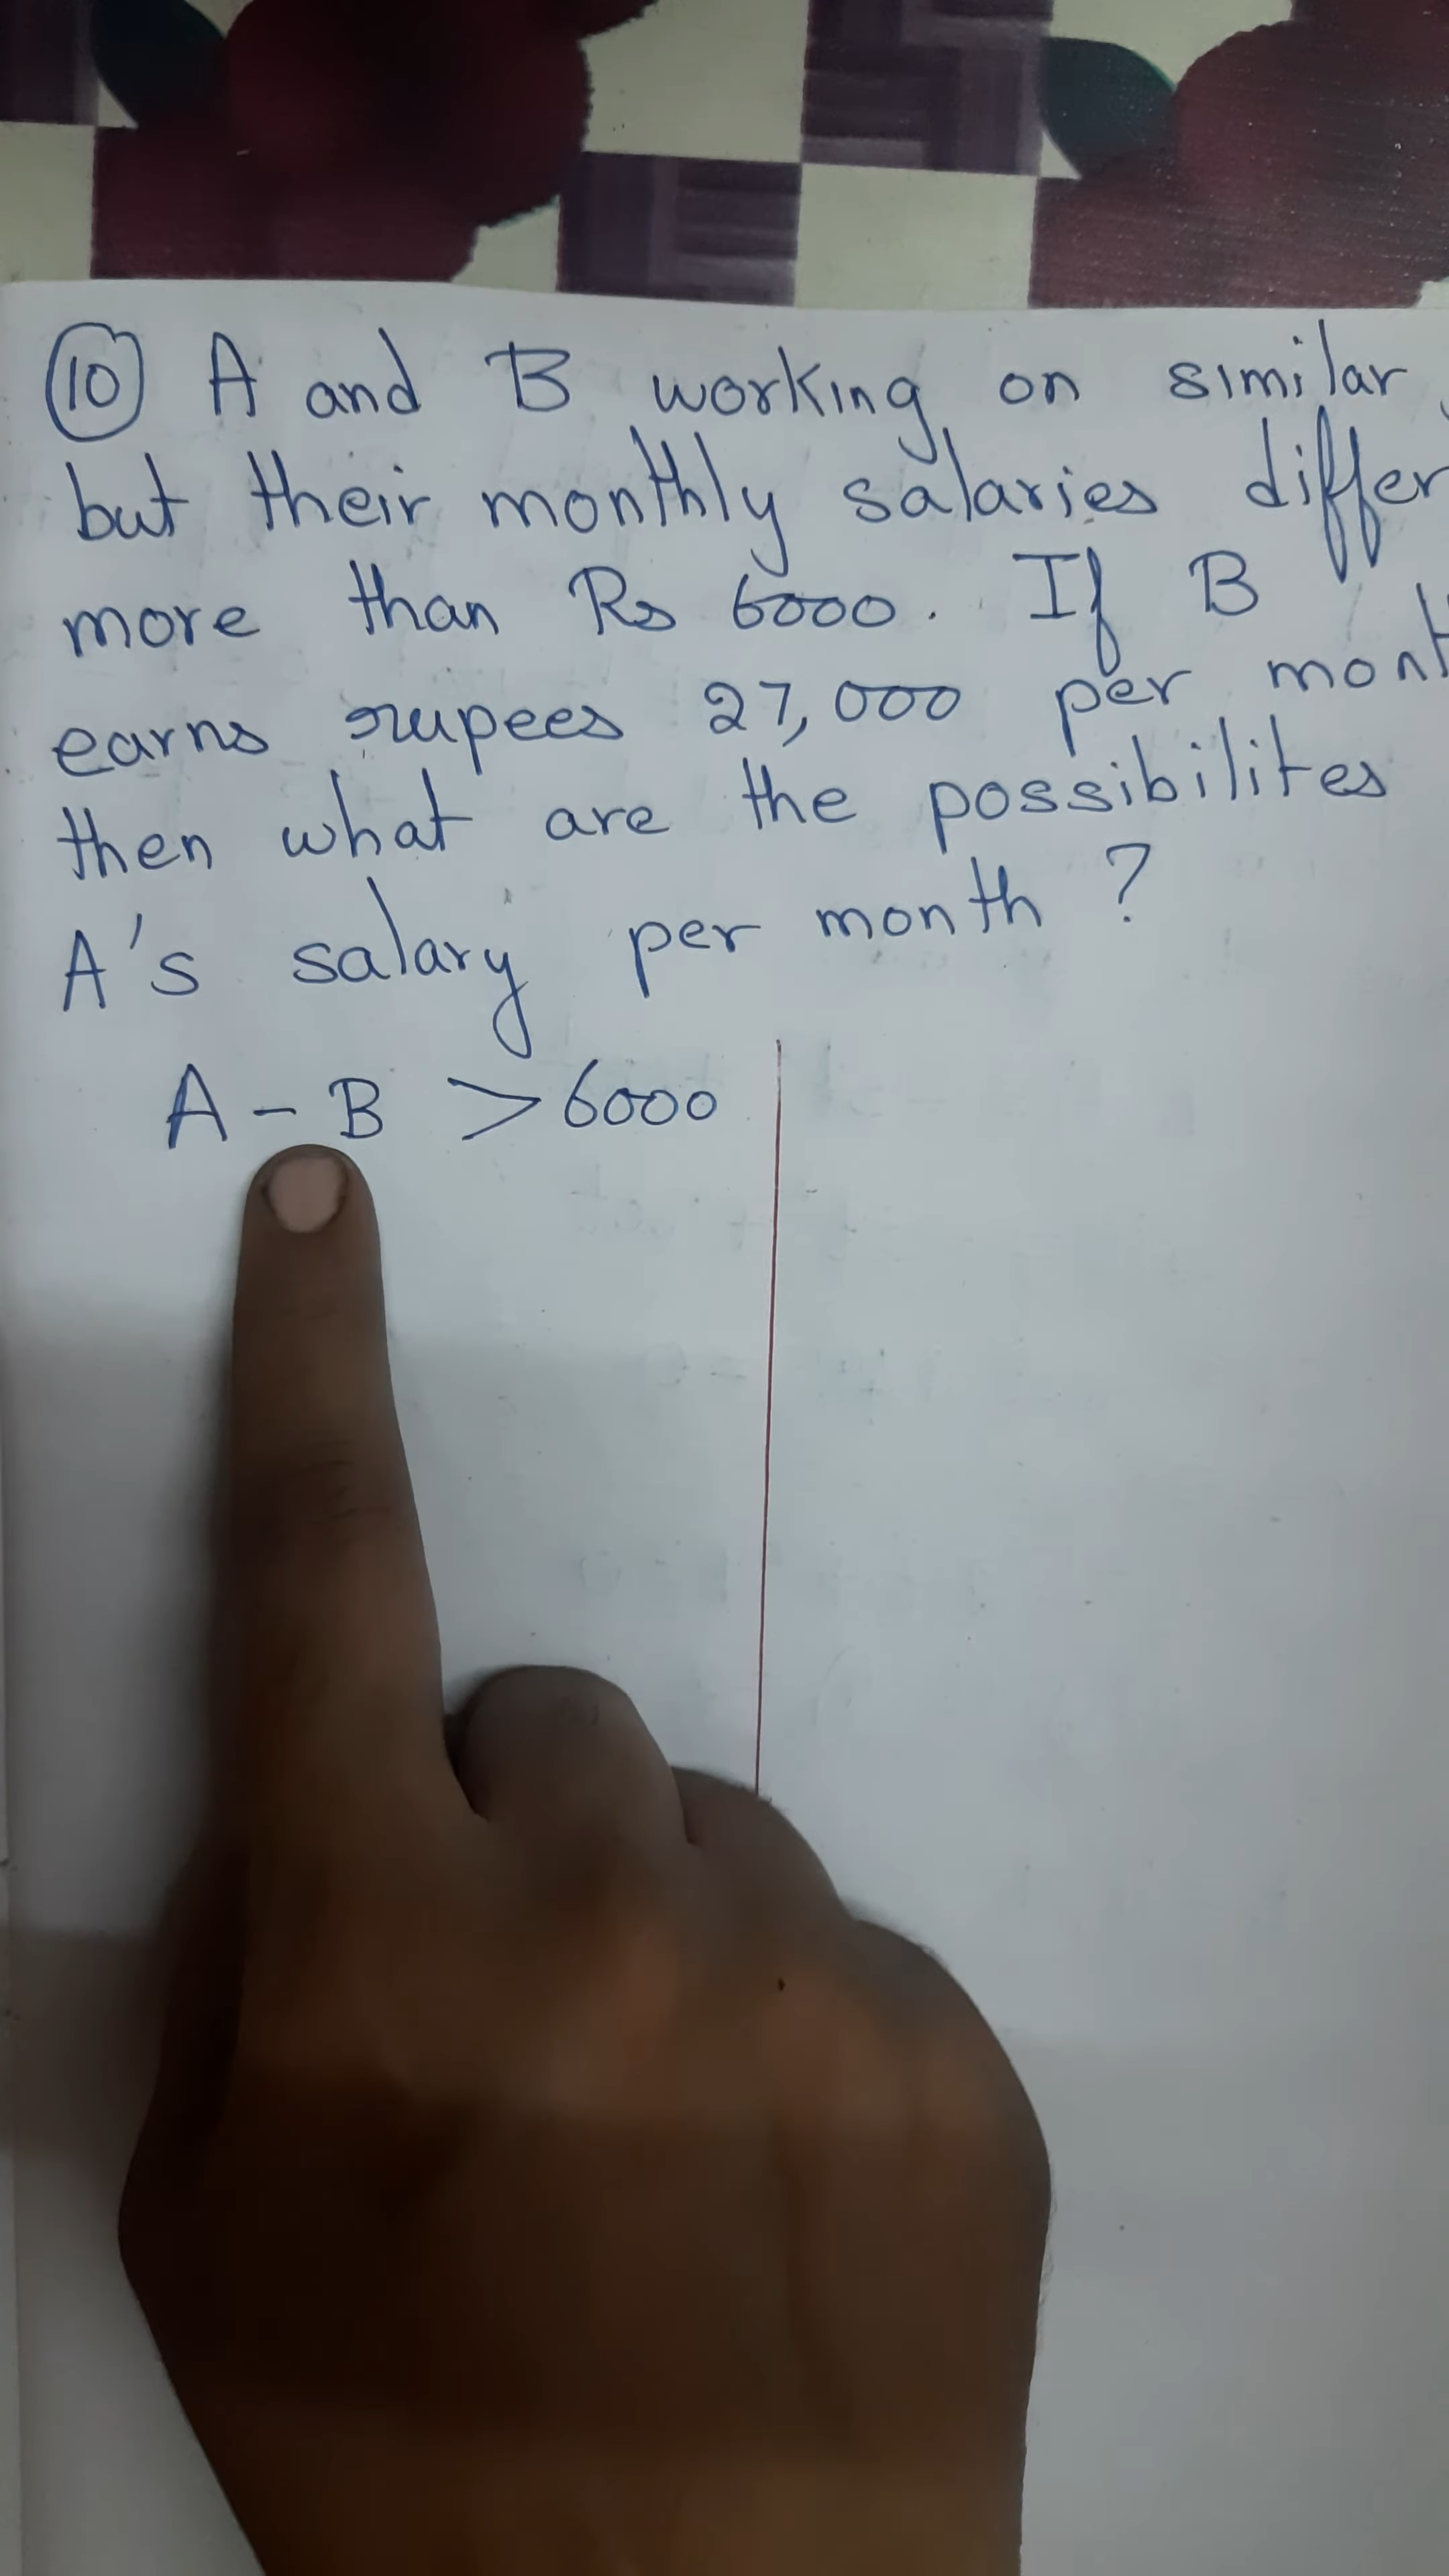 10 A and B working on similar
but their monthly salaries differ
more than Rs 6000. If B
earns rupees 27,000 per mont
then what are the possibilites
A's salary per month ?
A - B > 6000